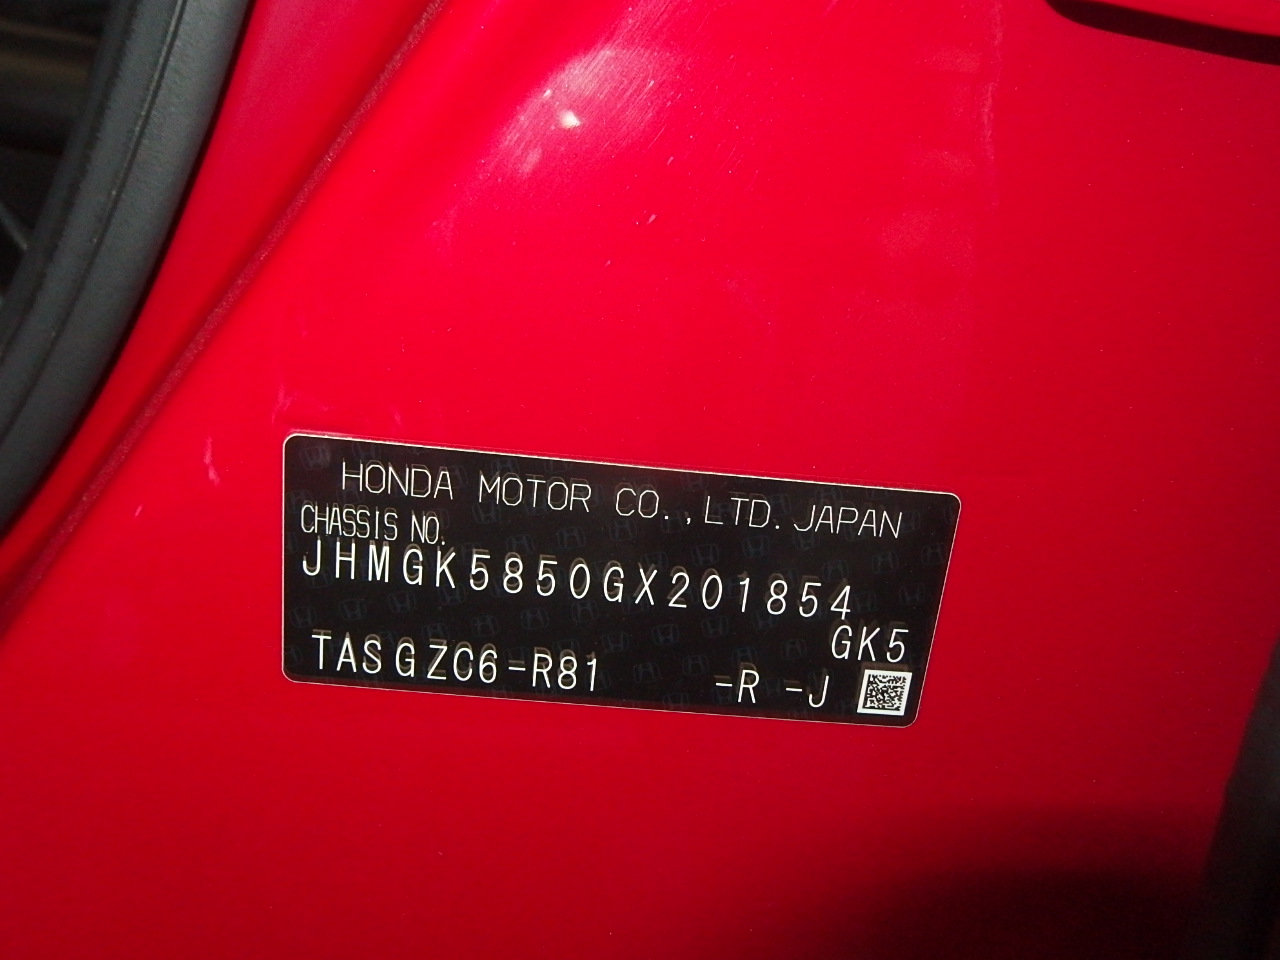 HONDA MOTOR CO.,LTD. JAPAN
CHASSIS NO.
JHMGK5850GX201854
GK5
TASGZC6-R81 -R -J